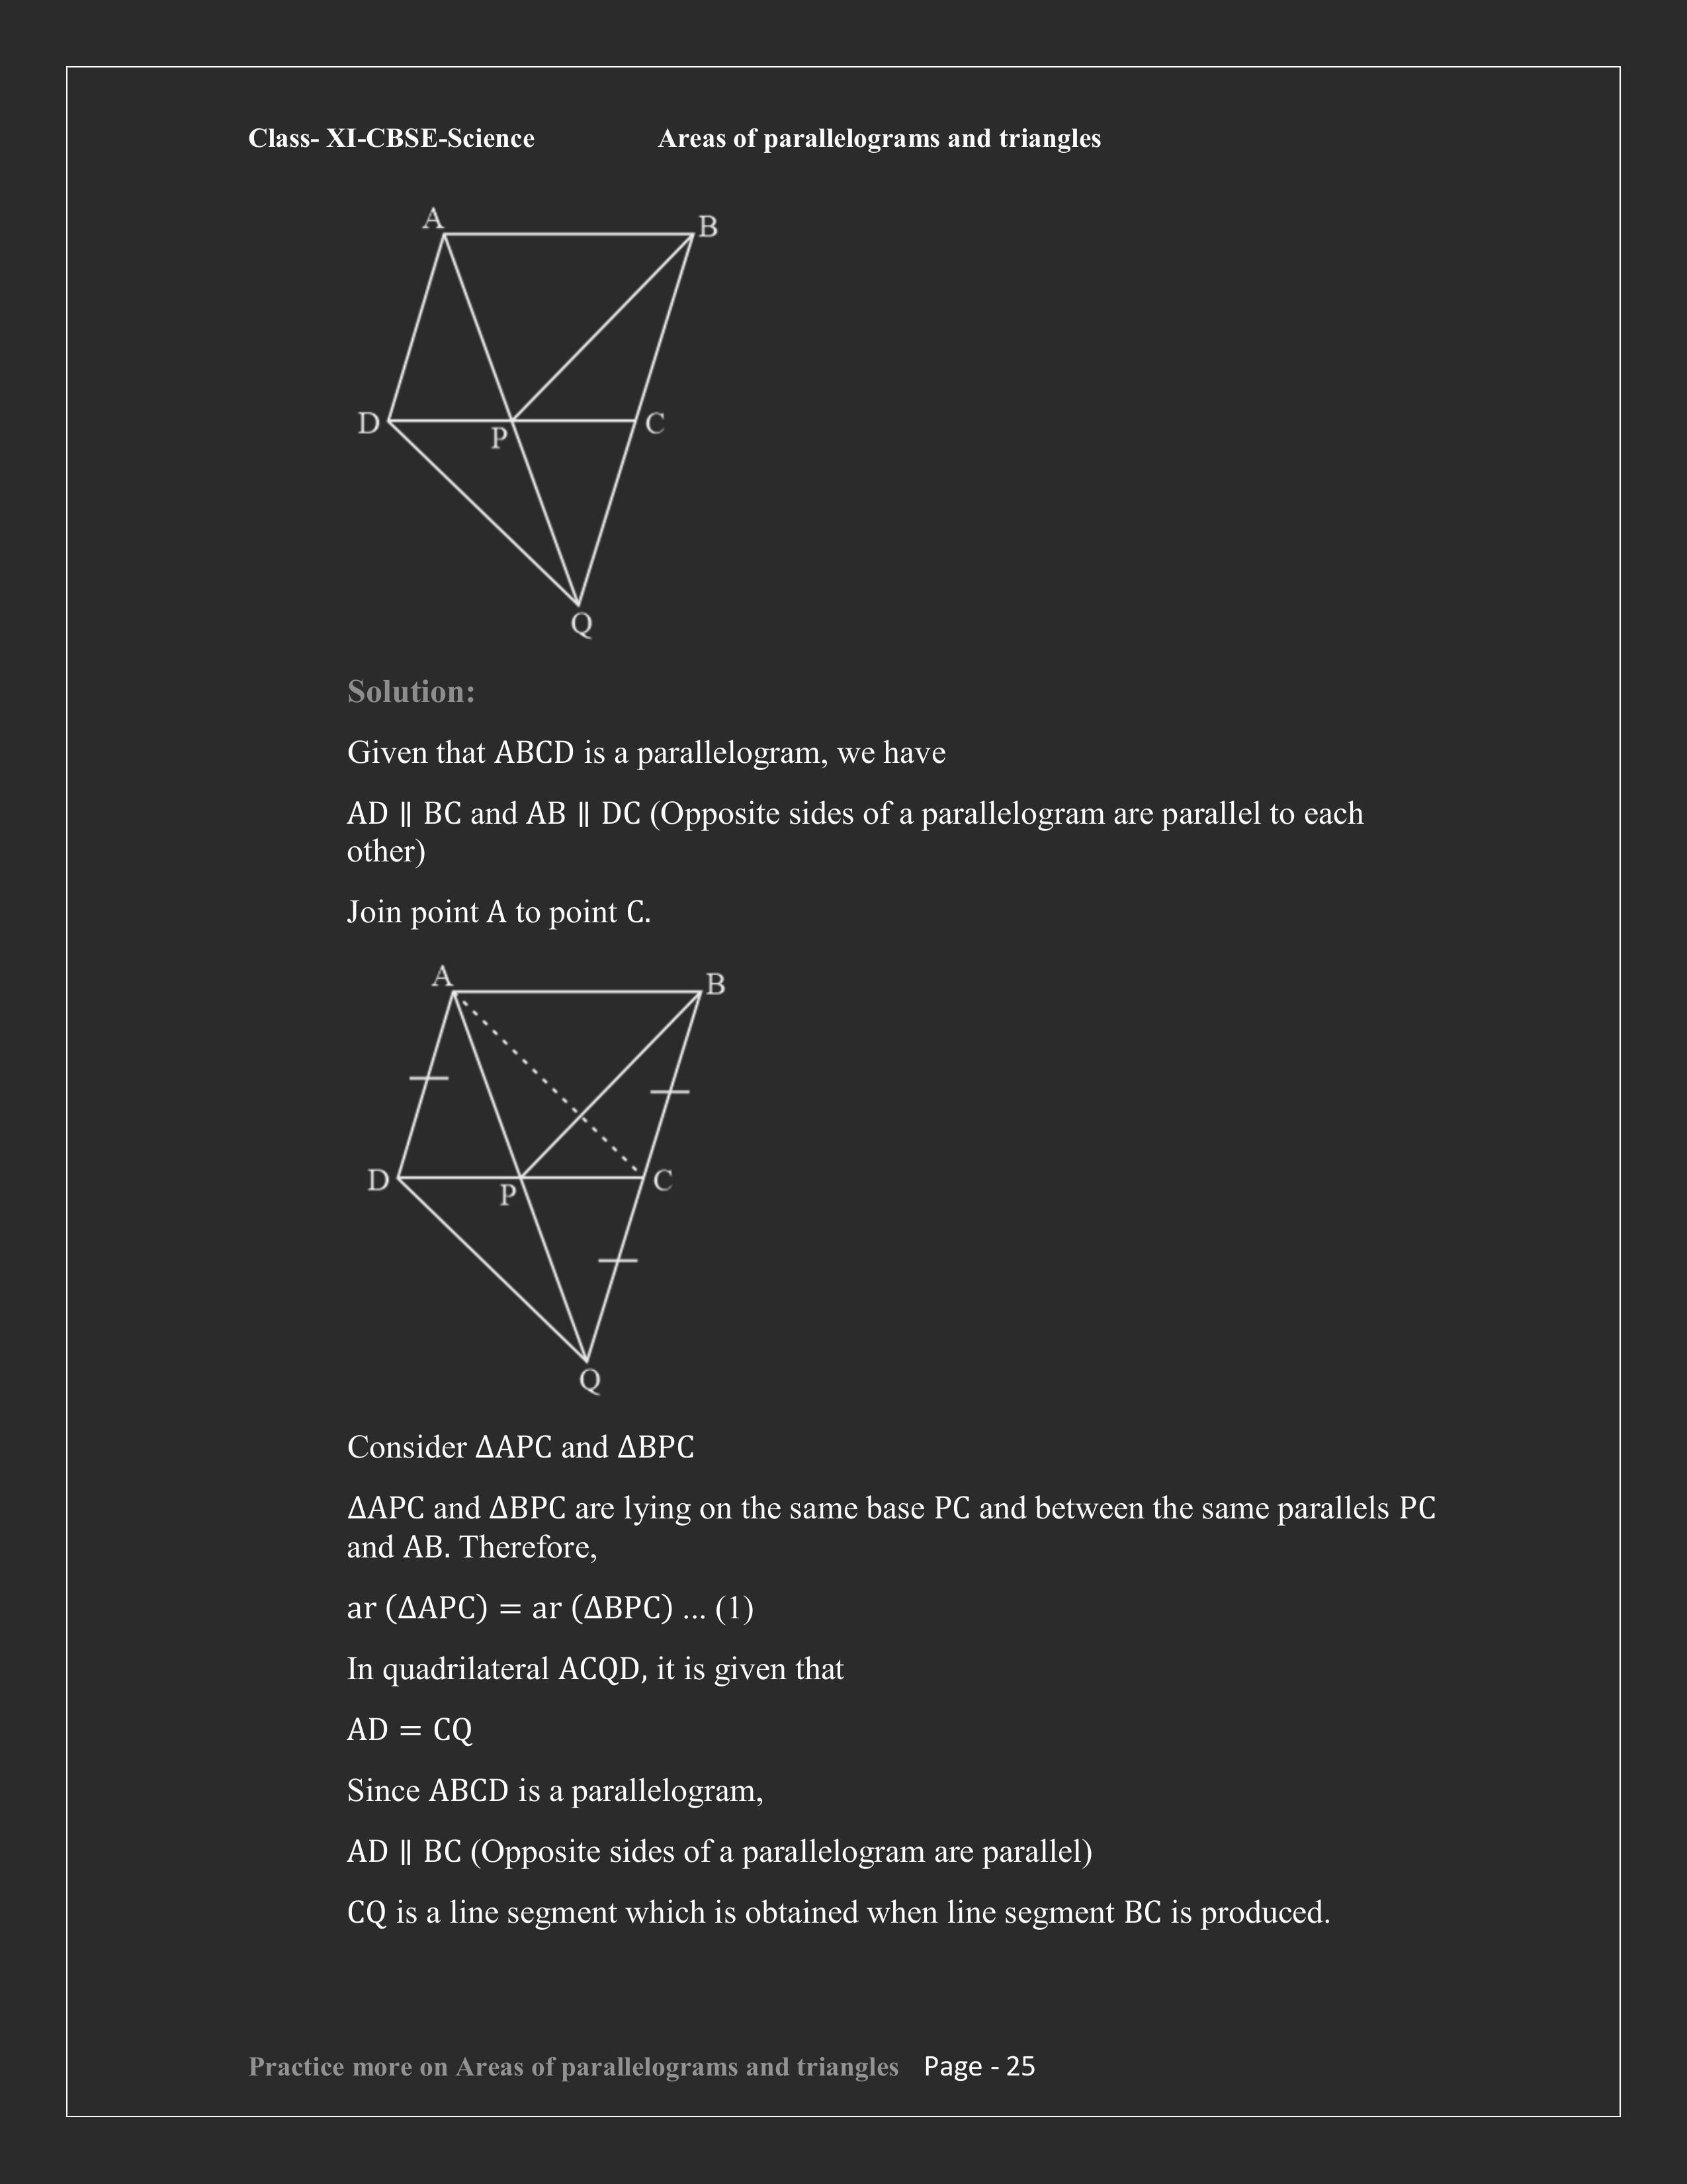 Class- XI-CBSE-Science Areas of parallelograms and triangles
A
B
D
P
C
Q
Solution:
Given that ABCD is a parallelogram, we have
AD ∥ BC and AB ∥ DC (Opposite sides of a parallelogram are parallel to each
other)
Join point A to point C.
A
B
D
P
C
Q
Consider ΔAPC and ΔBPC
ΔAPC and ΔBPC are lying on the same base PC and between the same parallels PC
and AB. Therefore,
ar (ΔAPC) = ar (ΔBPC) … (1)
In quadrilateral ACQD, it is given that
AD = CQ
Since ABCD is a parallelogram,
AD ∥ BC (Opposite sides of a parallelogram are parallel)
CQ is a line segment which is obtained when line segment BC is produced.
Practice more on Areas of parallelograms and triangles Page - 25